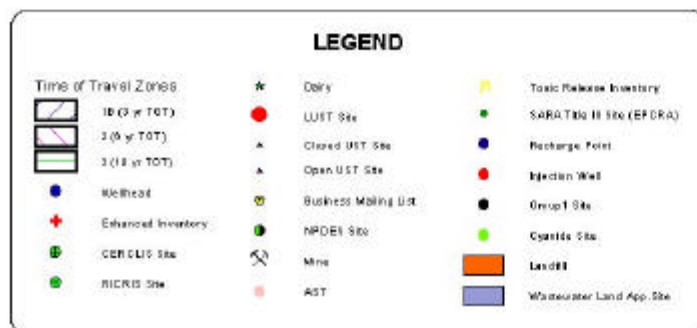 LEGEND
Time of Travel Zones
1B (3 yr TOT)
2 (6 yr TOT)
3 (10 yr TOT)
Wellhead
Enhanced Inventory
CERCLIS Site
RICRIS Site
Dairy
LUST Site
Closed UST Site
Open UST Site
Business Mailing List
NPDES Site
Mine
AST
Toxic Release Inventory
SARA Title III Site (EPCRA)
Recharge Point
Injection Well
Group1 Site
Cyanide Site
Landfill
Wastewater Land App. Site